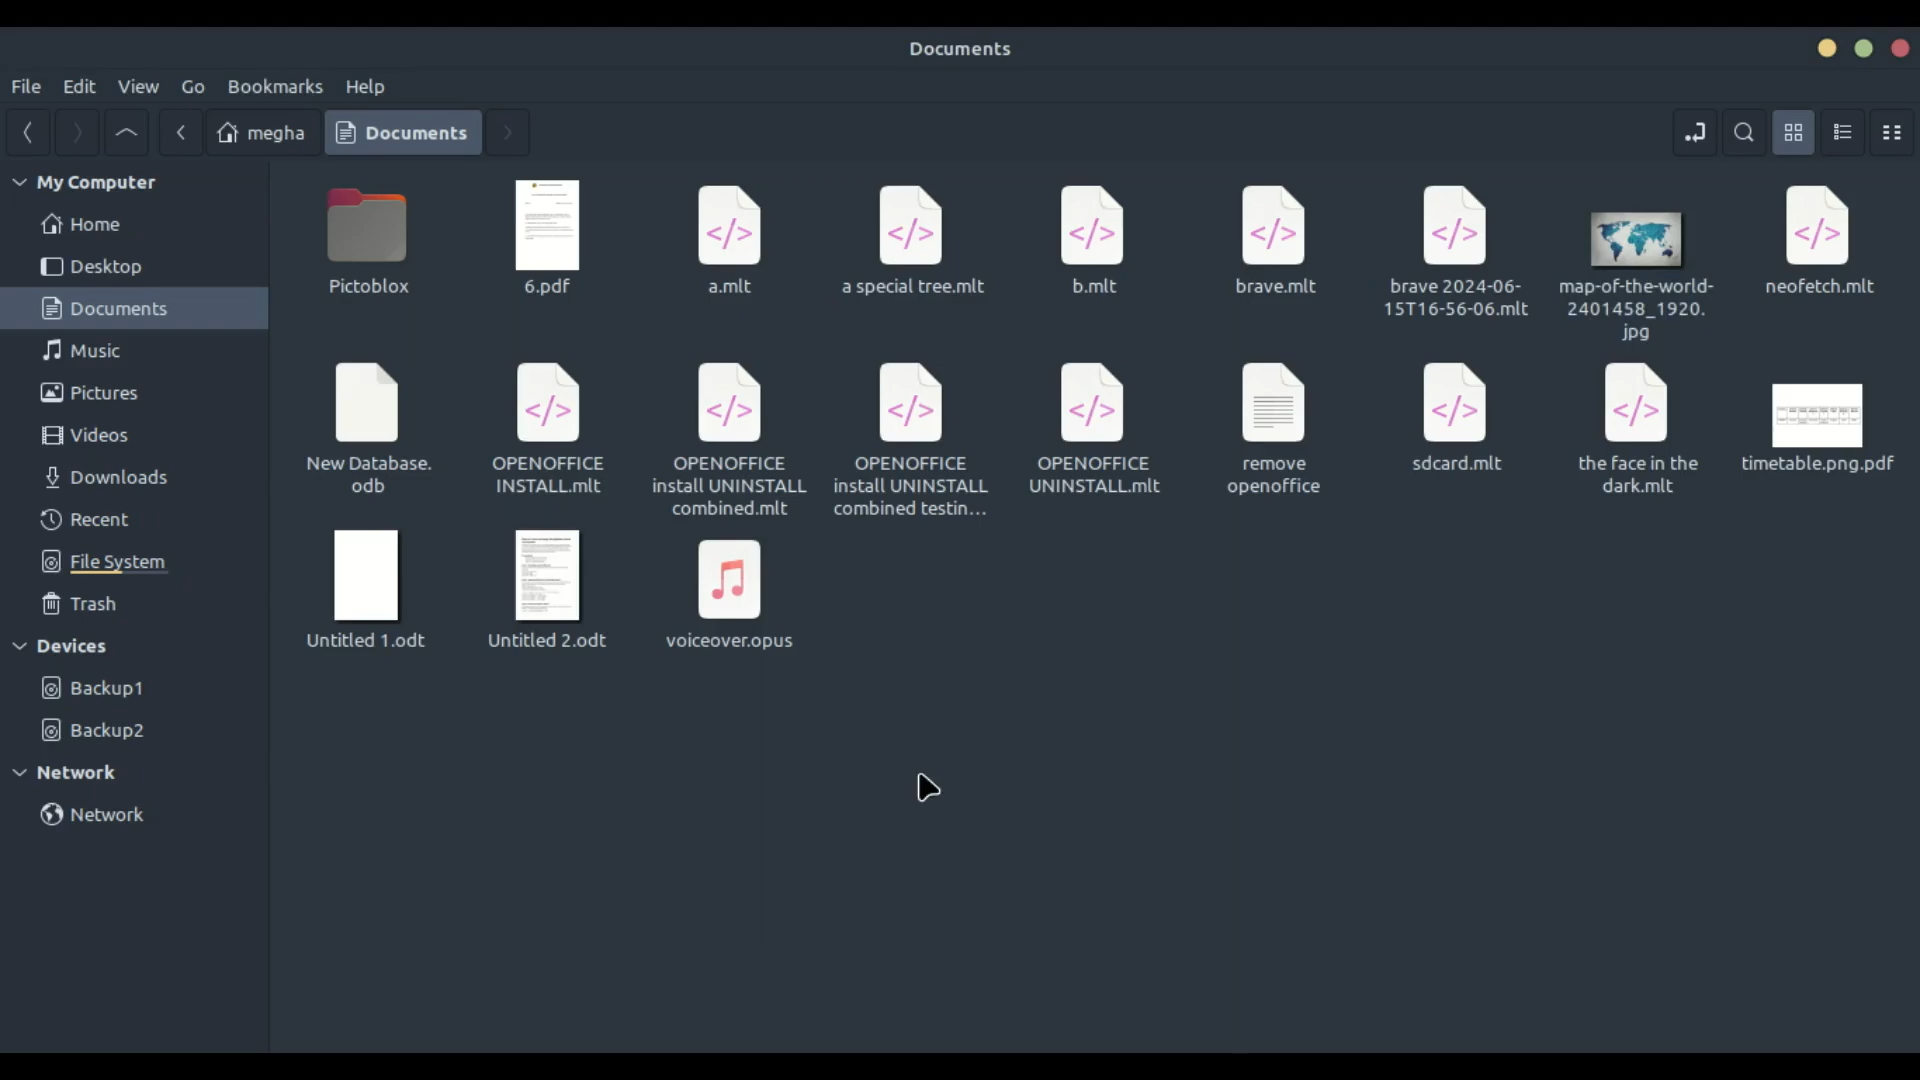 Documents
File Edit View Go Bookmarks Help
megha Documents
My Computer
Home
Desktop
Documents
Music
Pictures
Videos
Downloads
Recent
File System
Trash
Devices
Backup1
Backup2
Network
Network
Pictoblox
6.pdf
a.mlt
a special tree.mlt
b.mlt
brave.mlt
brave 2024-06-
15T16-56-06.mlt
map-of-the-world-
2401458_1920.
jpg
neofetch.mlt
New Database.
odb
OPENOFFICE
INSTALL.mlt
OPENOFFICE
install UNINSTALL
combined.mlt
OPENOFFICE
install UNINSTALL
combined testin...
OPENOFFICE
UNINSTALL.mlt
remove
openoffice
sdcard.mlt
the face in the
dark.mlt
timetable.png.pdf
Untitled 1.odt
Untitled 2.odt
voiceover.opus